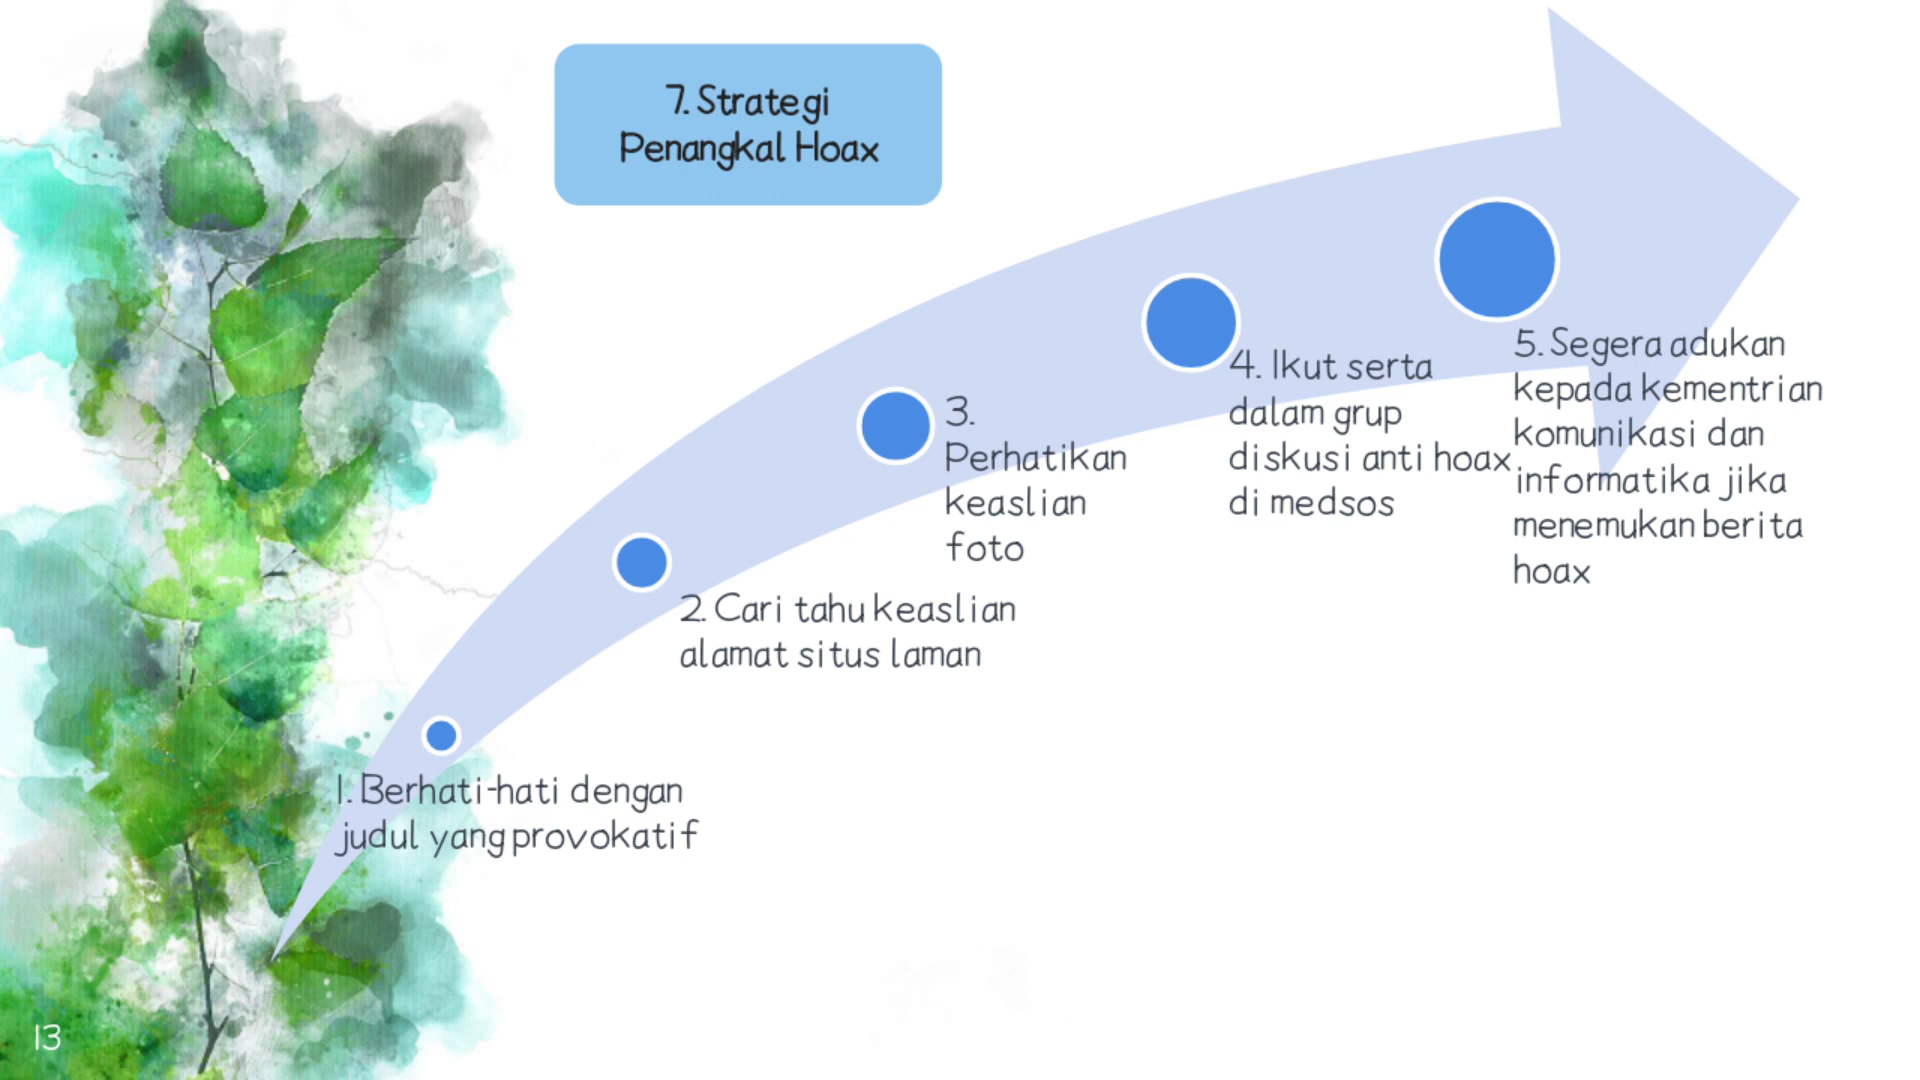 7. Strategi
Penangkal Hoax
1. Berhati-hati dengan
judul yang provokatif
2. Cari tahu keaslian
alamat situs laman
3.
Perhatikan
keaslian
foto
4. Ikut serta
dalam grup
diskusi anti hoax
di medsos
5. Segera adukan
kepada kementrian
komunikasi dan
informatika jika
menemukan berita
hoax
13